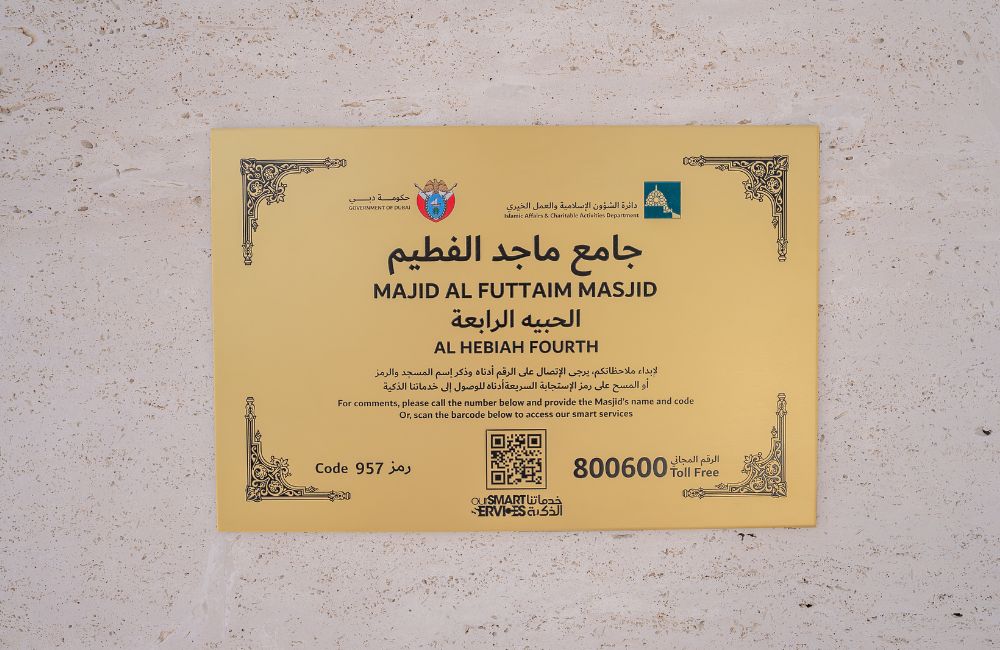 حكومة دبي
GOVERNMENT OF DUBAI
دائرة الشؤون الإسلامية والعمل الخيري
Islamic Affairs & Charitable Activities Department
جامع ماجد الفطيم
MAJID AL FUTTAIM MASJID
الحبيه الرابعة
AL HEBIAH FOURTH
لإبداء ملاحظاتكم، يرجى الإتصال على الرقم أدناه وذكر إسم المسجد والرمز
أو المسح على رمز الإستجابة السريعة أدناه للوصول إلى خدماتنا الذكية
For comments, please call the number below and provide the Masjid's name and code
Or, scan the barcode below to access our smart services
Code 957 رمز
800600 الرقم المجاني
Toll Free
our SMART خدماتنا
SERVICES الذكية